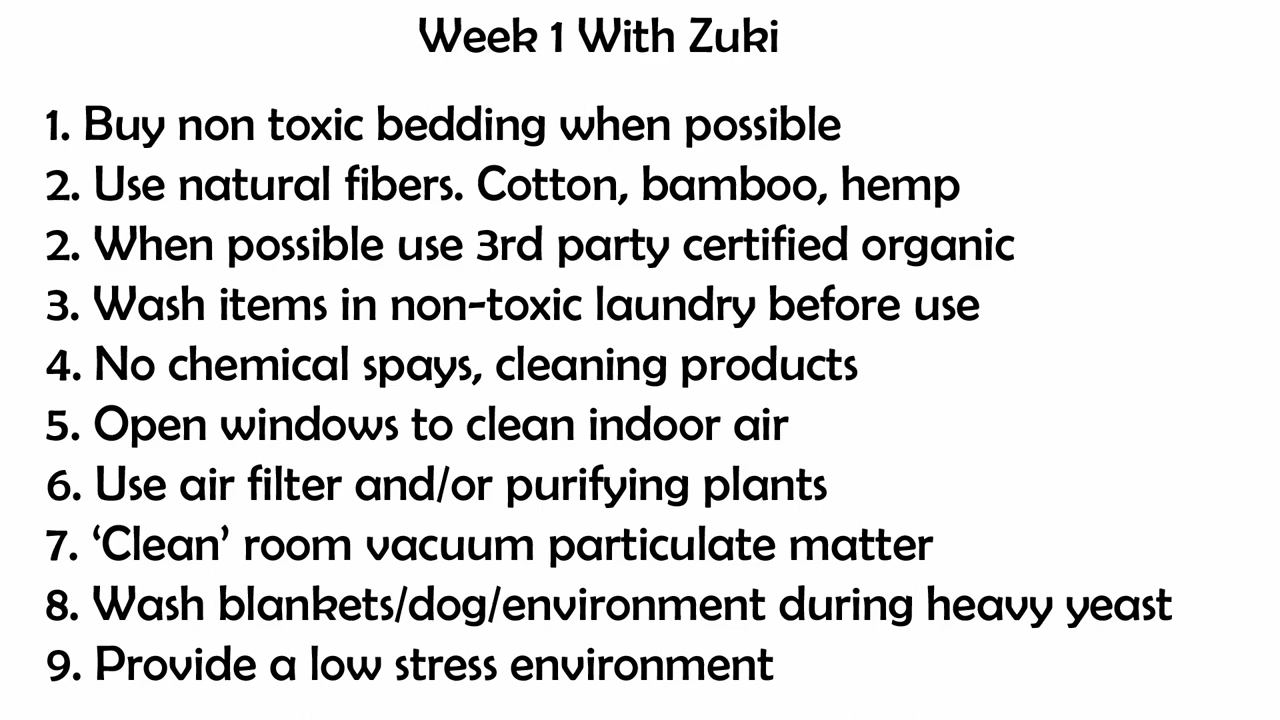 Week 1 With Zuki
1. Buy non toxic bedding when possible
2. Use natural fibers. Cotton, bamboo, hemp
2. When possible use 3rd party certified organic
3. Wash items in non-toxic laundry before use
4. No chemical spays, cleaning products
5. Open windows to clean indoor air
6. Use air filter and/or purifying plants
7. ‘Clean’ room vacuum particulate matter
8. Wash blankets/dog/environment during heavy yeast
9. Provide a low stress environment